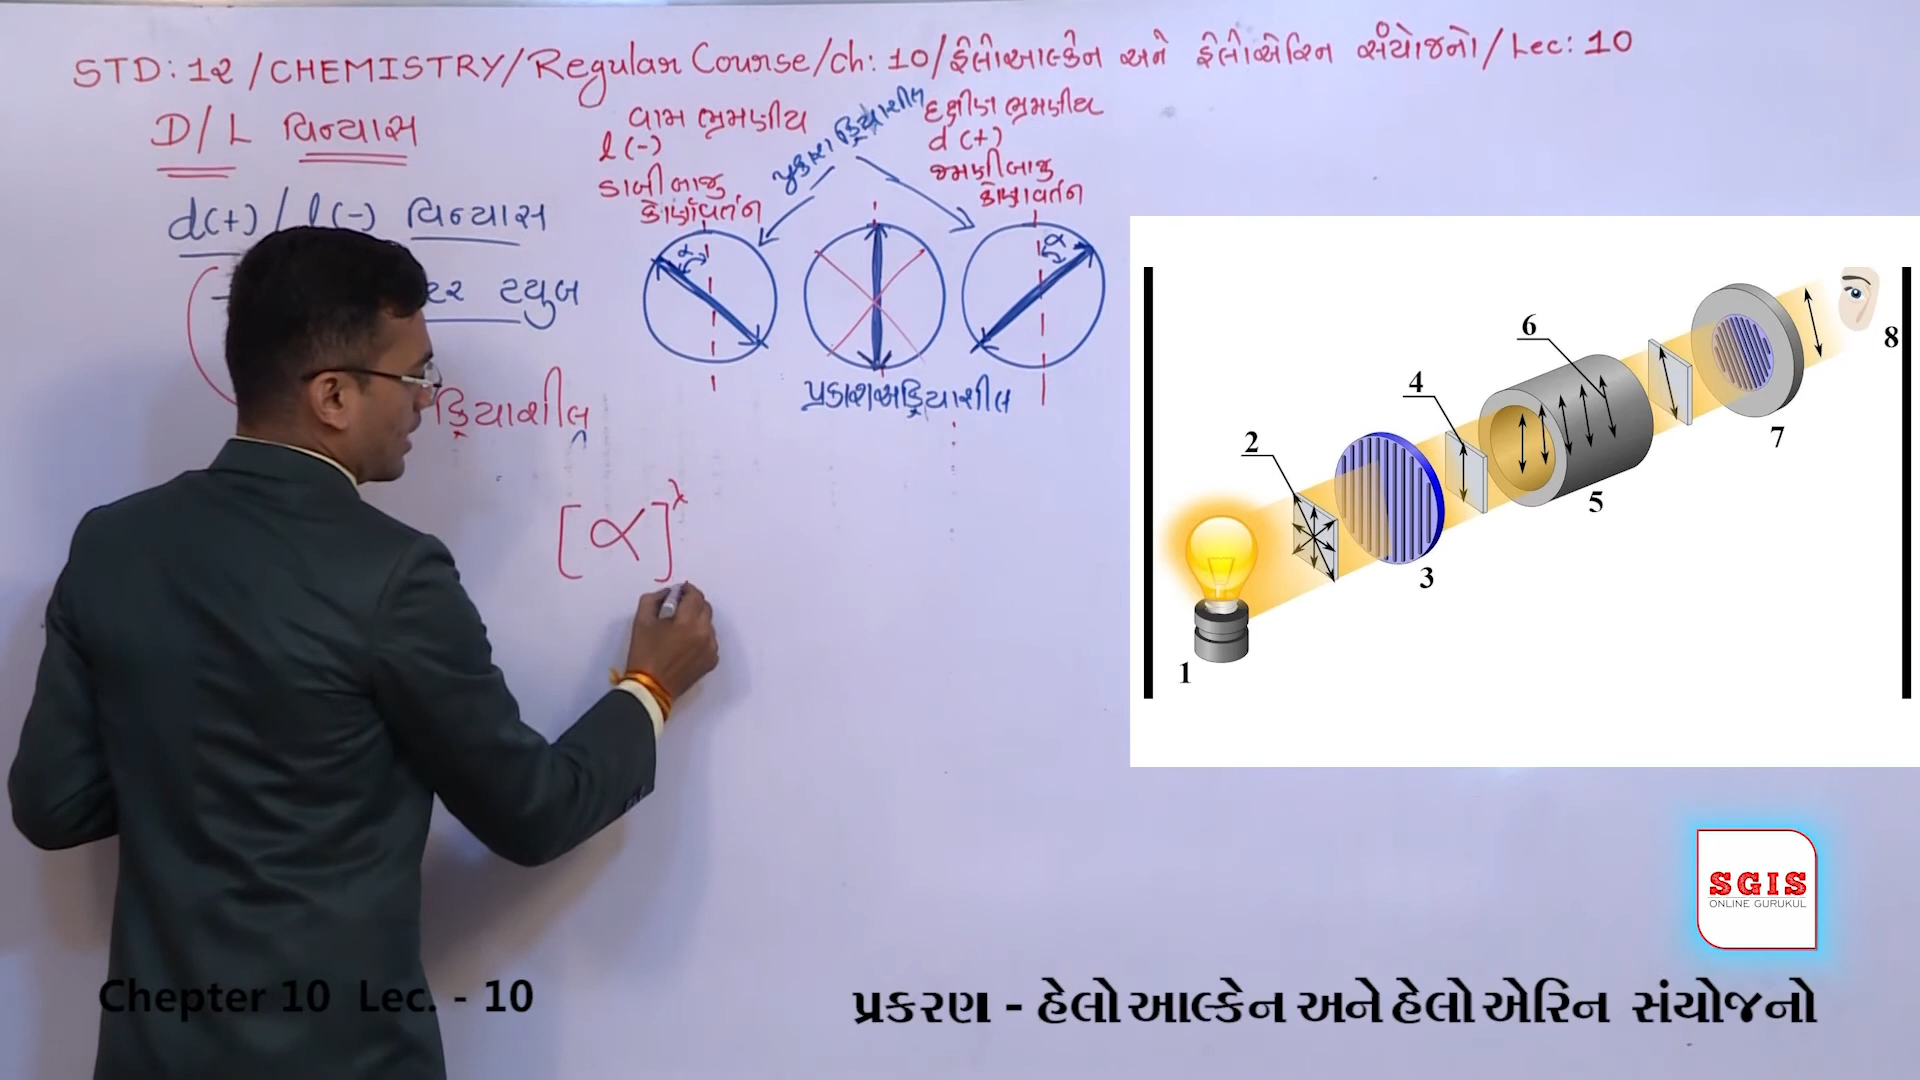 STD: 12 / CHEMISTRY / Regular Course / ch: 10 / હેલોઆલ્કેન અને હેલોએરિન સંયોજનો / Lec: 10
D/L વિન્યાસ
d(+) / l(-) વિન્યાસ
ટર ટયુબ
ક્રિયાશીલ
વામ ભ્રમણીય
l (-)
ડાબીબાજુ
કોણાવર્તન
પ્રકાશ ક્રિયાશીલ
દક્ષીણ ભ્રમણીય
d (+)
જમણીબાજુ
કોણાવર્તન
α
α
પ્રકાશઅક્રિયાશીલ
[α]λ
1
2
3
4
5
6
7
8
SGIS
ONLINE GURUKUL
Chepter 10 Lec. - 10
પ્રકરણ - હેલોઆલ્કેન અને હેલોએરિન સંયોજનો